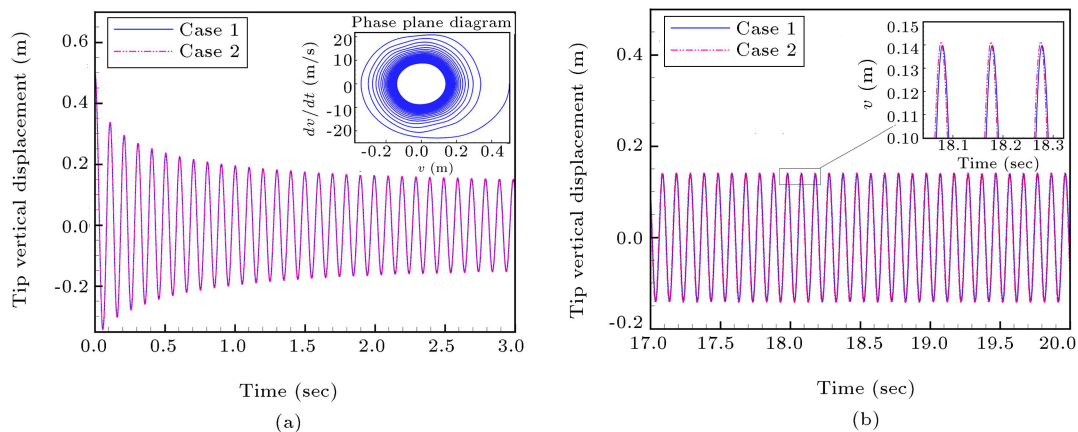 Case 1
Case 2
Phase plane diagram
dv/dt (m/s)
20
10
0
-10
-20
-0.2
0.0
0.2
0.4
v (m)
Tip vertical displacement (m)
0.6
0.4
0.2
0.0
-0.2
0.0
0.5
1.0
1.5
2.0
2.5
3.0
Time (sec)
(a)
Case 1
Case 2
v (m)
0.15
0.14
0.13
0.12
0.11
0.10
18.1
18.2
18.3
Time (sec)
Tip vertical displacement (m)
0.4
0.2
0.0
-0.2
17.0
17.5
18.0
18.5
19.0
19.5
20.0
Time (sec)
(b)